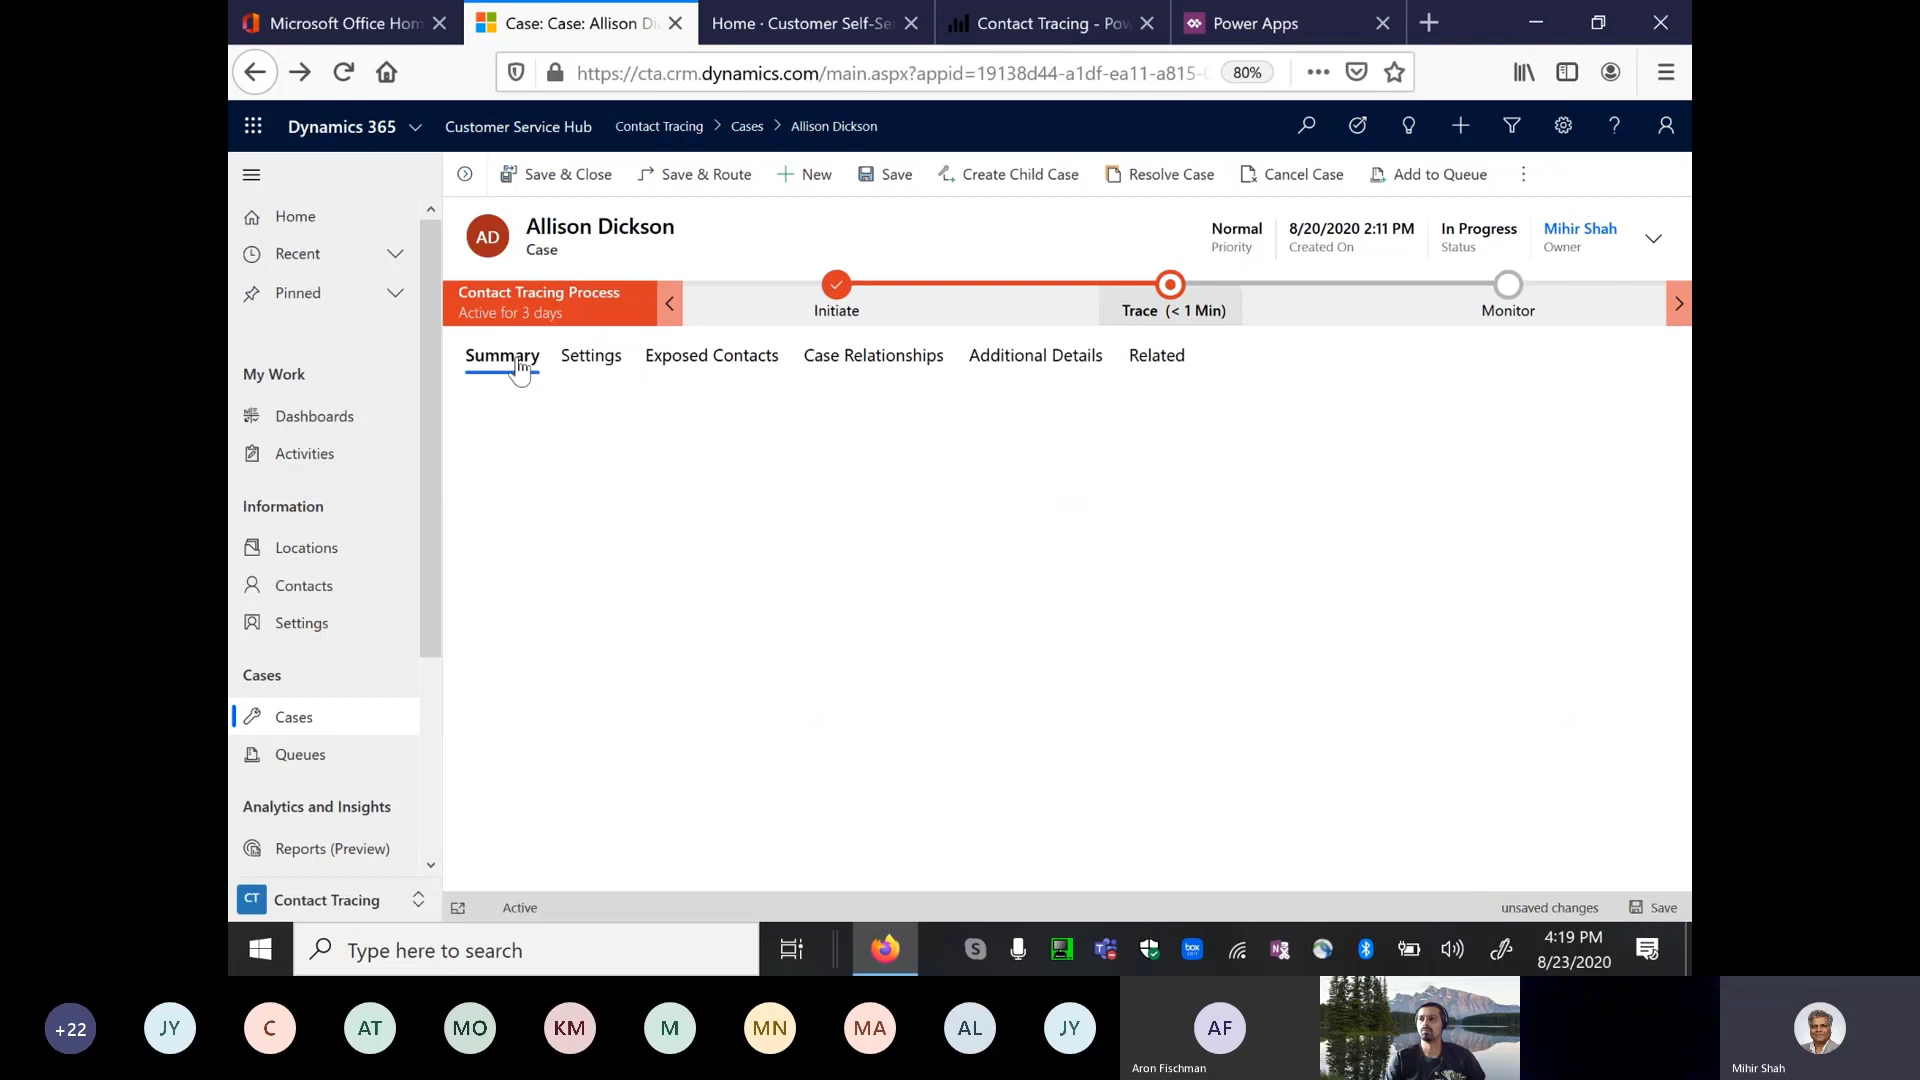 Microsoft Office Hom
Case: Case: Allison Di
Home · Customer Self-Se
Contact Tracing - Pow
Power Apps
https://cta.crm.dynamics.com/main.aspx?appid=19138d44-a1df-ea11-a815-
80%
Dynamics 365
Customer Service Hub
Contact Tracing > Cases > Allison Dickson
Save & Close
Save & Route
New
Save
Create Child Case
Resolve Case
Cancel Case
Add to Queue
Home
Recent
Pinned
My Work
Dashboards
Activities
Information
Locations
Contacts
Settings
Cases
Cases
Queues
Analytics and Insights
Reports (Preview)
CT Contact Tracing
AD
Allison Dickson
Case
Normal
Priority
8/20/2020 2:11 PM
Created On
In Progress
Status
Mihir Shah
Owner
Contact Tracing Process
Active for 3 days
Initiate
Trace (< 1 Min)
Monitor
Summary
Settings
Exposed Contacts
Case Relationships
Additional Details
Related
Active
unsaved changes
Save
Type here to search
4:19 PM
8/23/2020
+22
JY
C
AT
MO
KM
M
MN
MA
AL
JY
AF
Aron Fischman
Mihir Shah